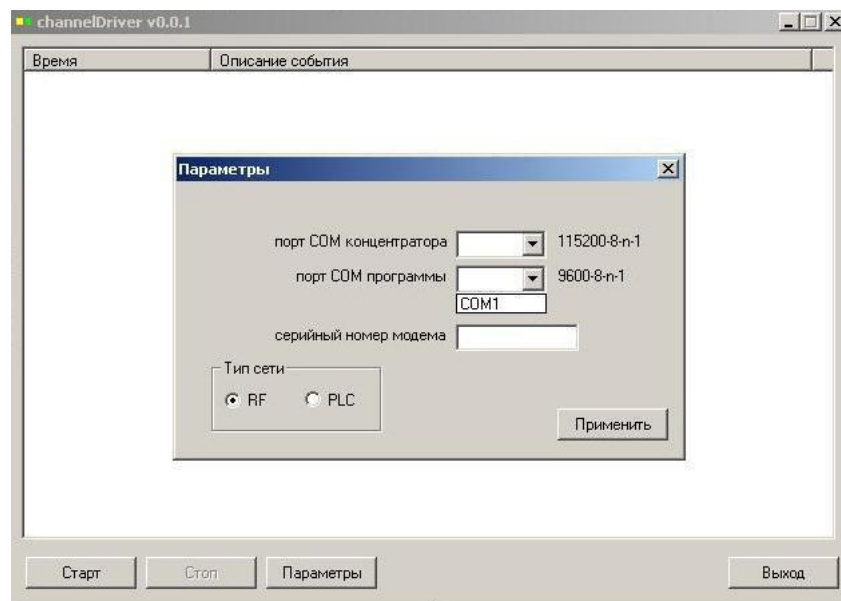 channelDriver v0.0.1
Время Описание события
Параметры
порт COM концентратора 115200-8-n-1
порт COM программы 9600-8-n-1
COM1
серийный номер модема
Тип сети
RF PLC
Применить
Старт Стоп Параметры Выход